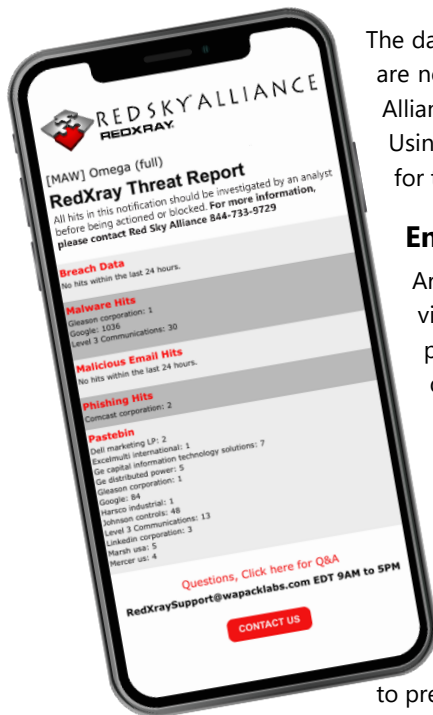 RED SKY ALLIANCE
REDXRAY
[MAW] Omega (full)
RedXray Threat Report
All hits in this notification should be investigated by an analyst
before being actioned or blocked. For more information,
please contact Red Sky Alliance 844-733-9729
Breach Data
No hits within the last 24 hours.
Malware Hits
Gleason corporation: 1
Google: 1036
Level 3 Communications: 30
Malicious Email Hits
No hits within the last 24 hours.
Phishing Hits
Comcast corporation: 2
Pastebin
Dell marketing LP: 2
Excelmulti international: 1
Ge capital information technology solutions: 7
Ge distributed power: 5
Gleason corporation: 1
Google: 84
Harsco industrial: 1
Johnson controls: 48
Level 3 Communications: 13
Linkedin corporation: 3
Marsh usa: 5
Mercer us: 4
Questions, Click here for Q&A
RedXraySupport@wapacklabs.com EDT 9AM to 5PM
CONTACT US
The da
are n
Allian
Usin
for
En
Ar
vi
p
to pre